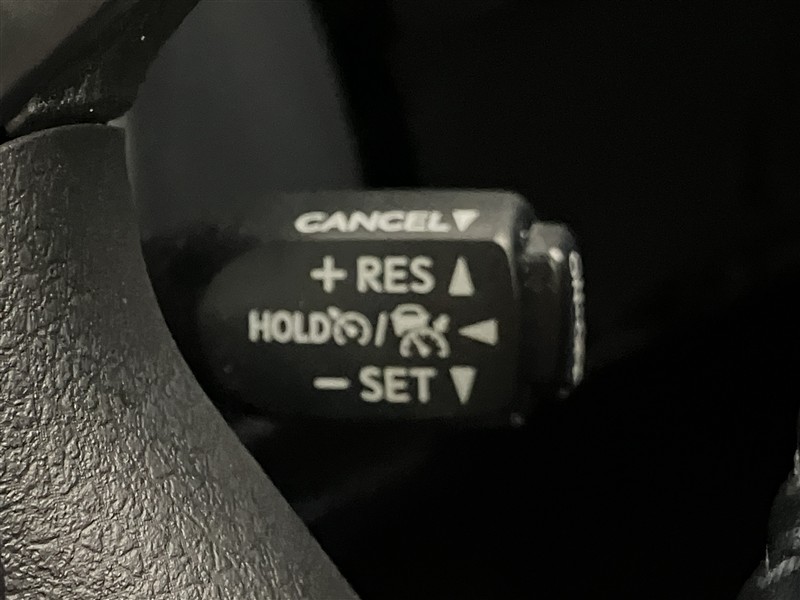 CANCEL▼
+ RES ▲
HOLD / ◀
− SET ▼